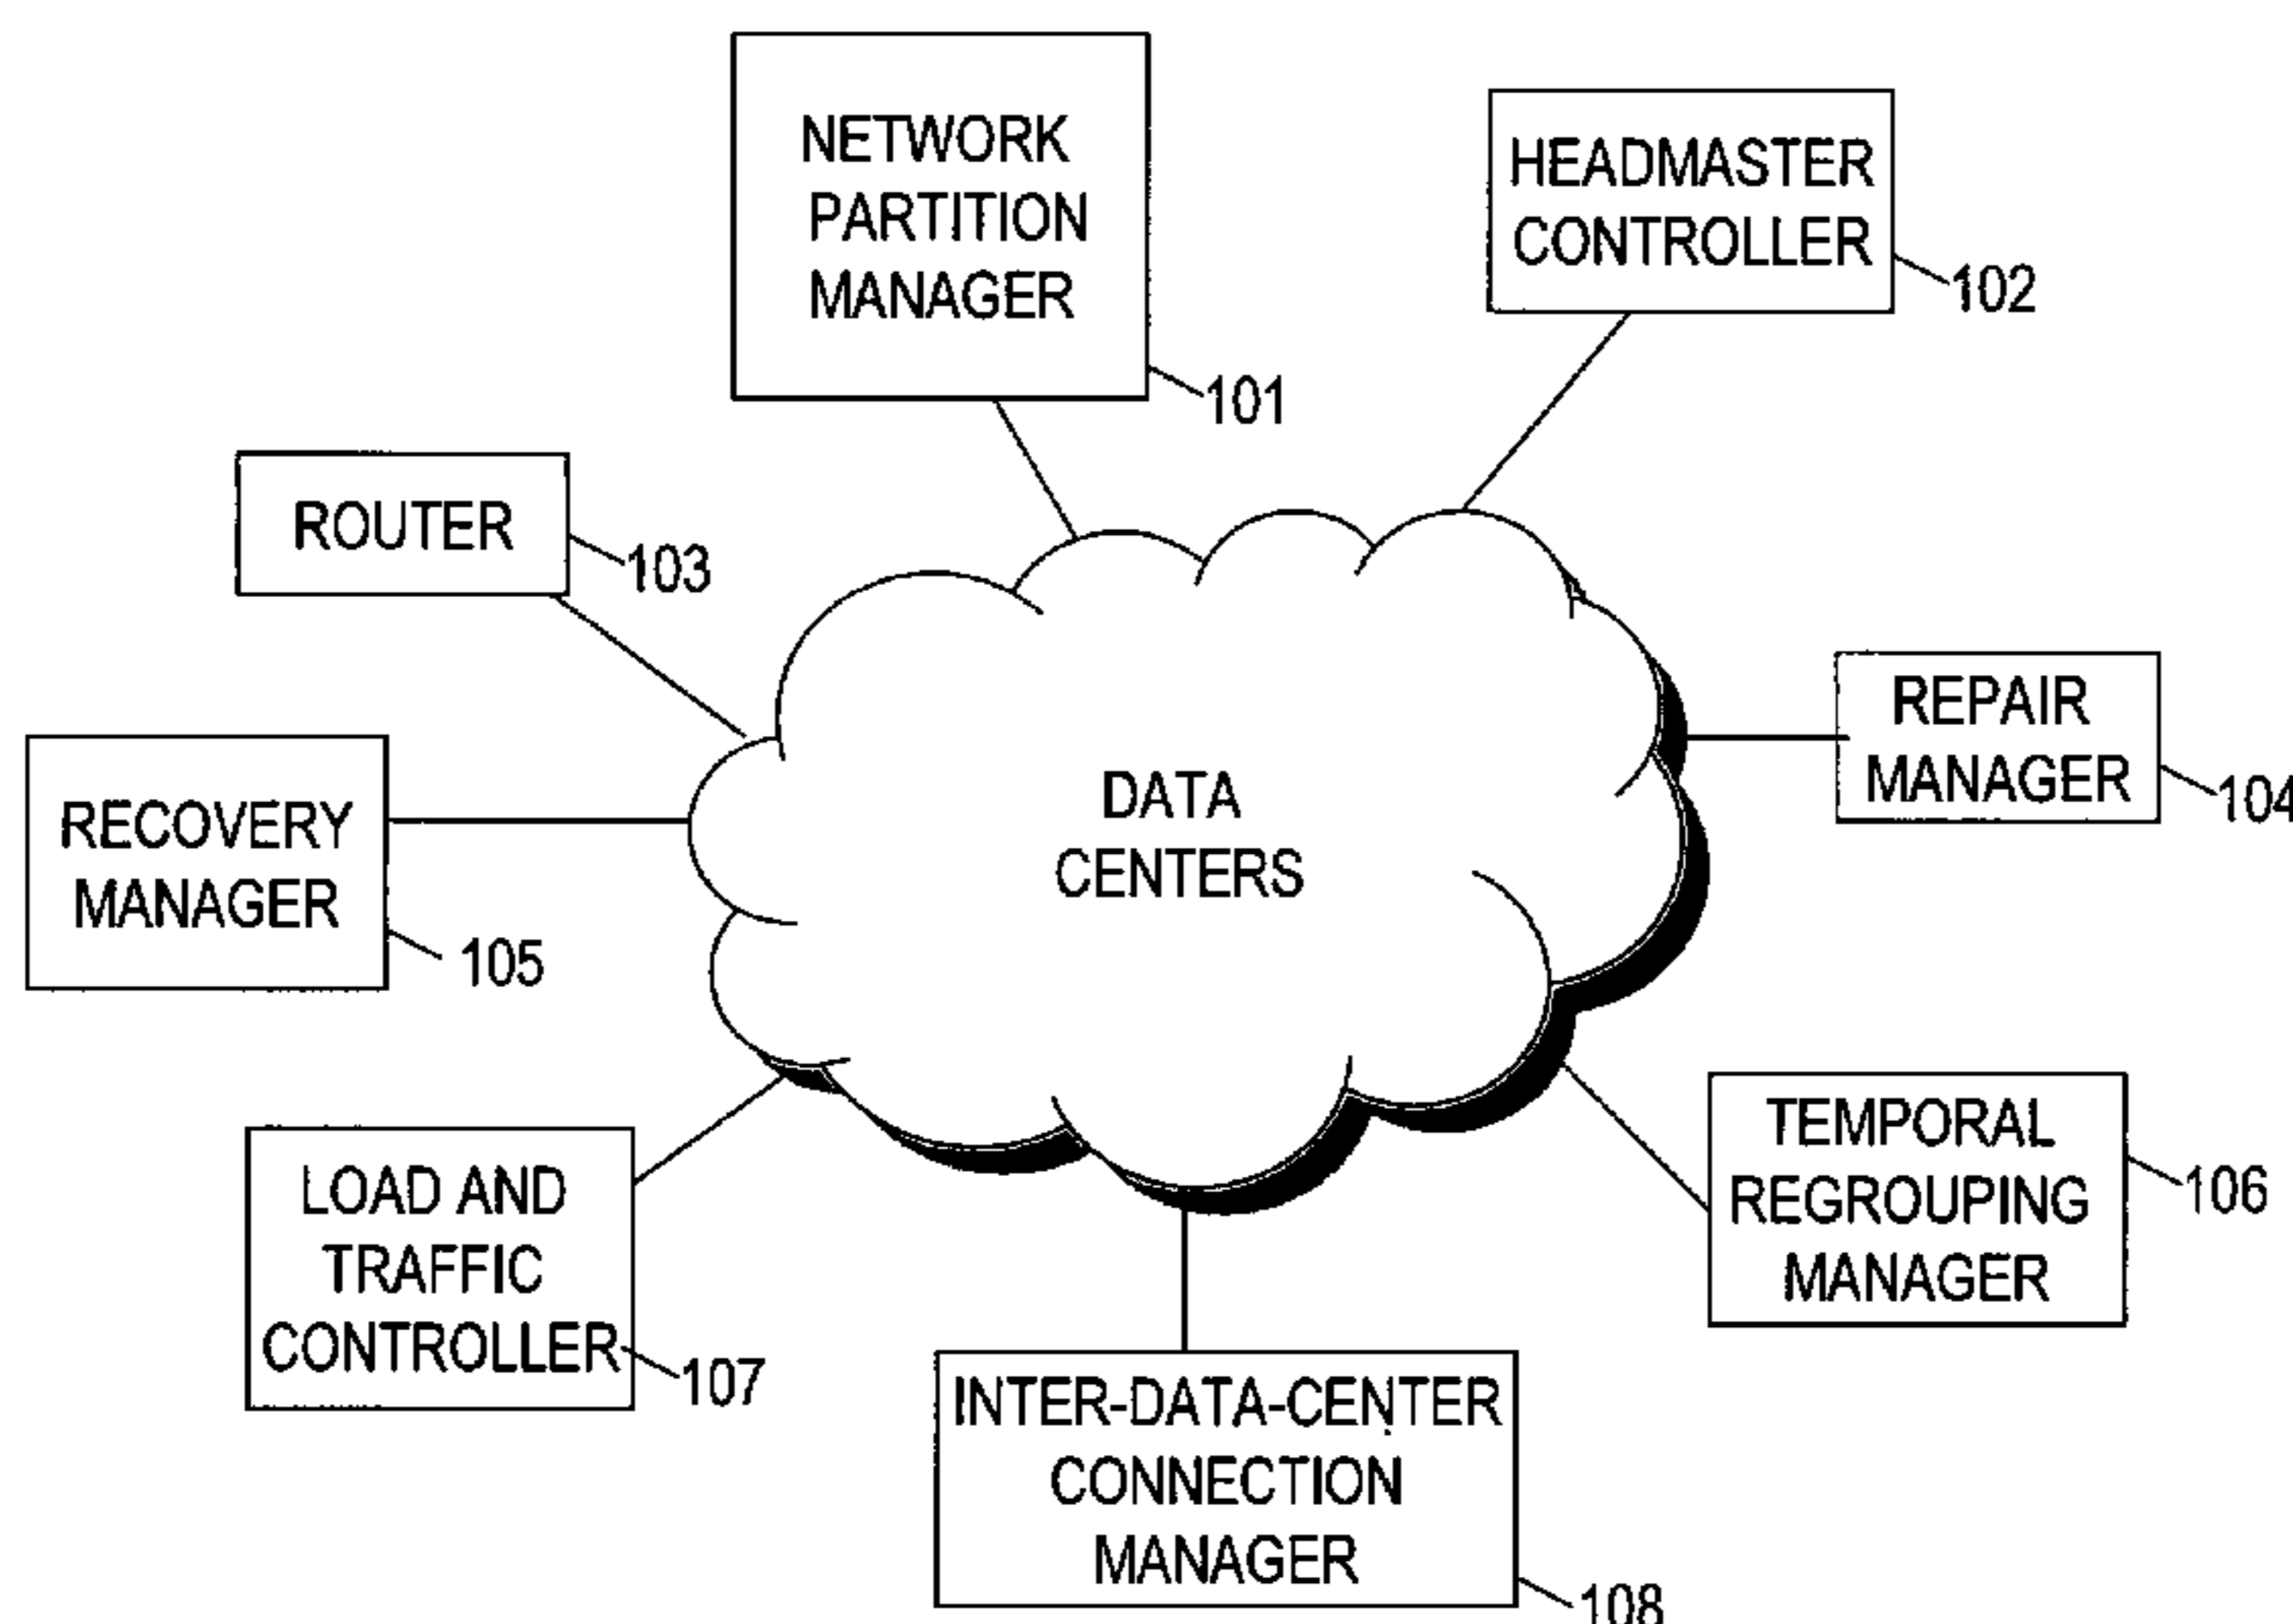 NETWORK
PARTITION
MANAGER
101
HEADMASTER
CONTROLLER
102
ROUTER
103
REPAIR
MANAGER
104
RECOVERY
MANAGER
105
DATA
CENTERS
TEMPORAL
REGROUPING
MANAGER
106
LOAD AND
TRAFFIC
CONTROLLER
107
INTER-DATA-CENTER
CONNECTION
MANAGER
108